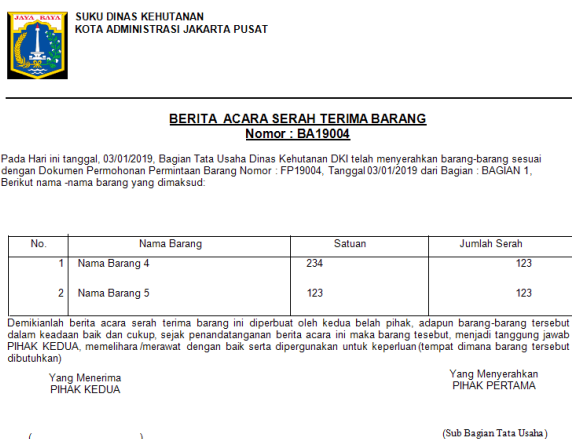 JAYA RAYA
SUKU DINAS KEHUTANAN
KOTA ADMINISTRASI JAKARTA PUSAT
BERITA ACARA SERAH TERIMA BARANG
Nomor : BA19004
Pada Hari ini tanggal, 03/01/2019, Bagian Tata Usaha Dinas Kehutanan DKI telah menyerahkan barang-barang sesuai
dengan Dokumen Permohonan Permintaan Barang Nomor : FP19004, Tanggal 03/01/2019 dari Bagian : BAGIAN 1,
Berikut nama -nama barang yang dimaksud:
No. Nama Barang Satuan Jumlah Serah
1 Nama Barang 4 234 123
2 Nama Barang 5 123 123
Demikianlah berita acara serah terima barang ini diperbuat oleh kedua belah pihak, adapun barang-barang tersebut
dalam keadaan baik dan cukup, sejak penandatanganan berita acara ini maka barang tesebut, menjadi tanggung jawab
PIHAK KEDUA, memelihara /merawat dengan baik serta dipergunakan untuk keperluan(tempat dimana barang tersebut
dibutuhkan)
Yang Menerima Yang Menyerahkan
PIHAK KEDUA PIHAK PERTAMA
( ) (Sub Bagian Tata Usaha)